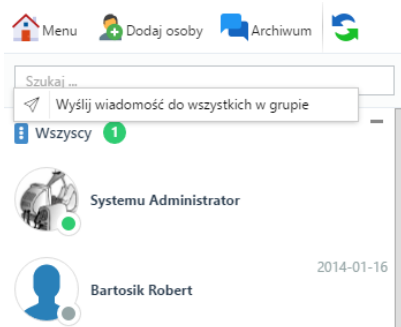 Menu Dodaj osoby Archiwum
Szukaj ...
Wyślij wiadomość do wszystkich w grupie
Wszyscy 1
Systemu Administrator
2014-01-16
Bartosik Robert